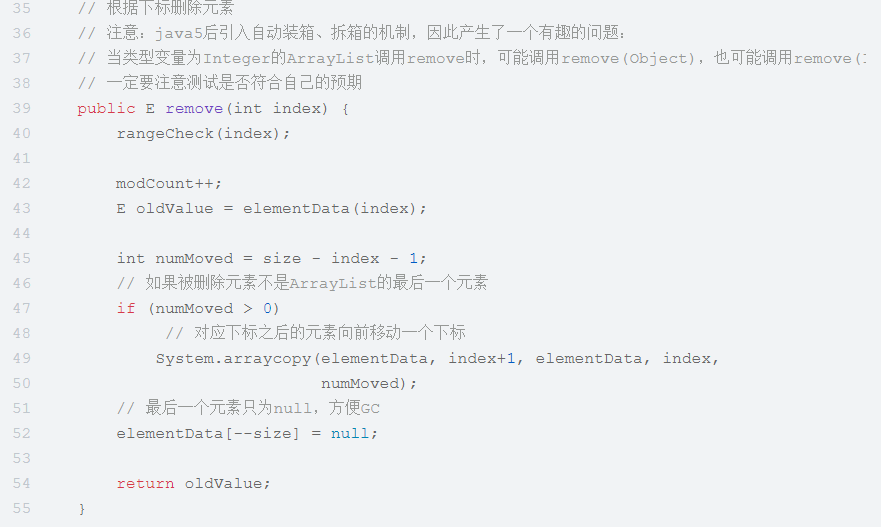 35 // 根据下标删除元素
36 // 注意：java5后引入自动装箱、拆箱的机制，因此产生了一个有趣的问题：
37 // 当类型变量为Integer的ArrayList调用remove时，可能调用remove(Object)，也可能调用remove(
38 // 一定要注意测试是否符合自己的预期
39 public E remove(int index) {
40 rangeCheck(index);
41
42 modCount++;
43 E oldValue = elementData(index);
44
45 int numMoved = size - index - 1;
46 // 如果被删除元素不是ArrayList的最后一个元素
47 if (numMoved > 0)
48 // 对应下标之后的元素向前移动一个下标
49 System.arraycopy(elementData, index+1, elementData, index,
50 numMoved);
51 // 最后一个元素只为null，方便GC
52 elementData[--size] = null;
53
54 return oldValue;
55 }